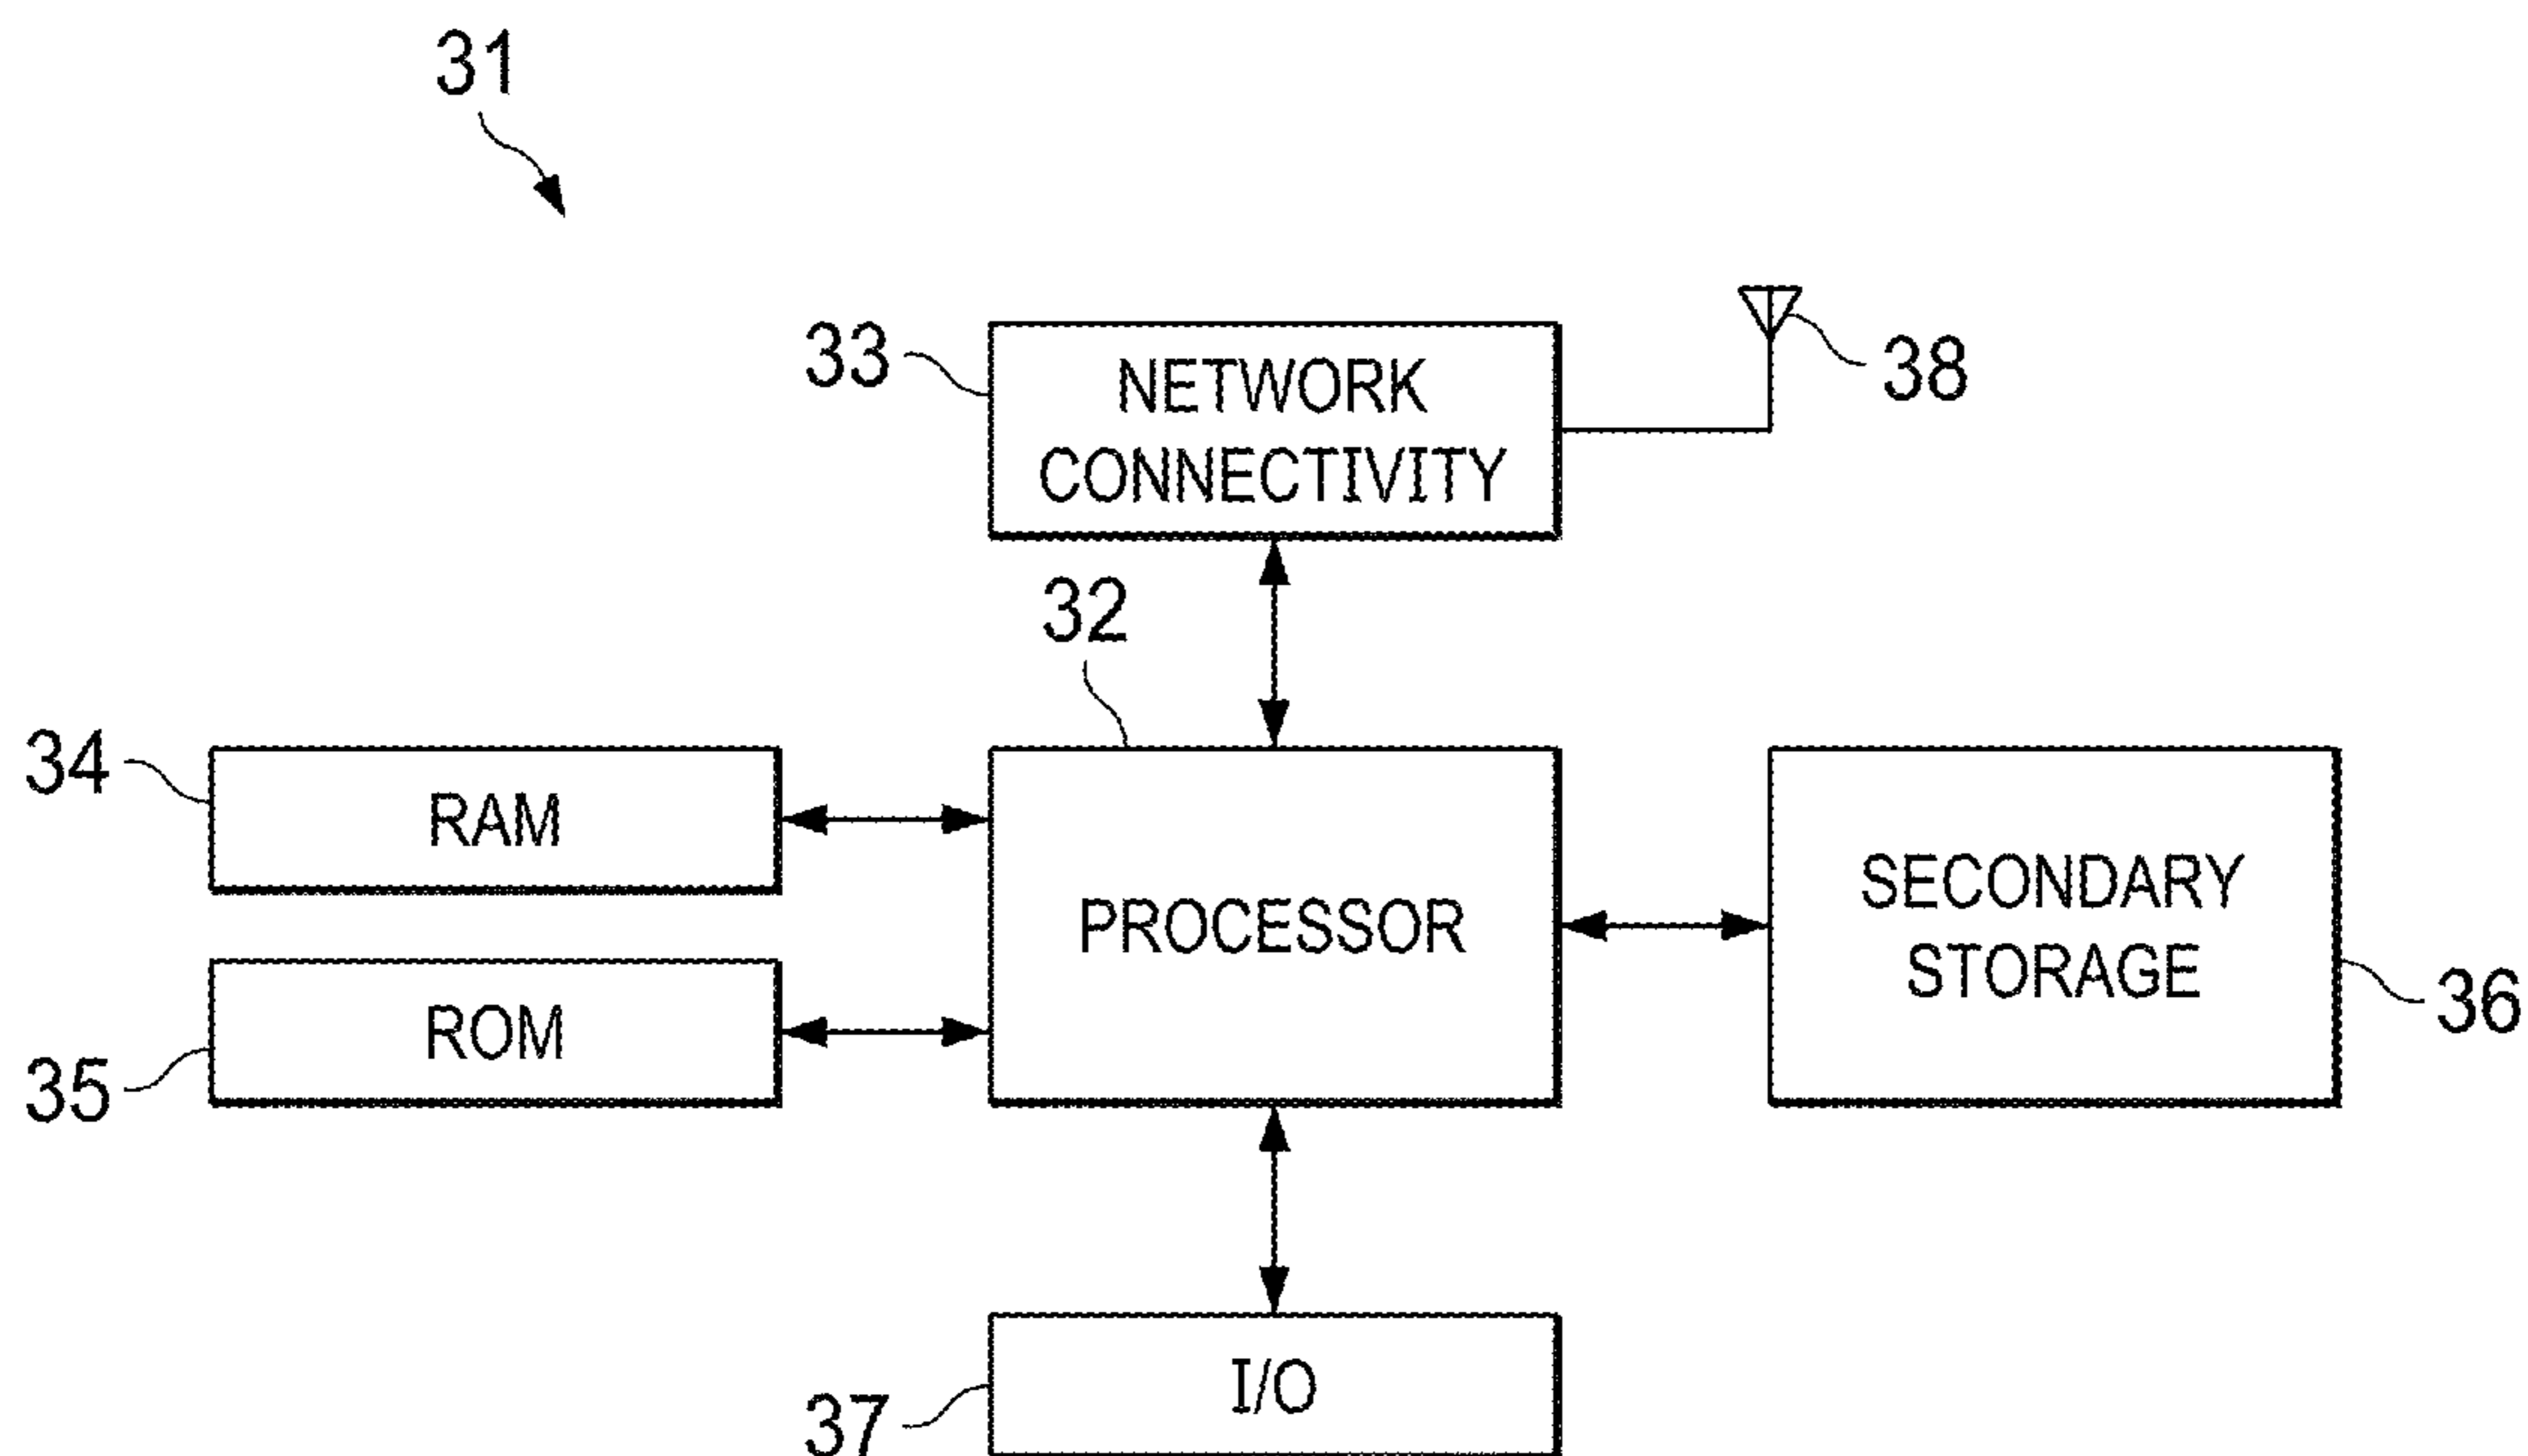 31
33
NETWORK
CONNECTIVITY
38
32
34
RAM
PROCESSOR
SECONDARY
STORAGE
36
ROM
35
I/O
37